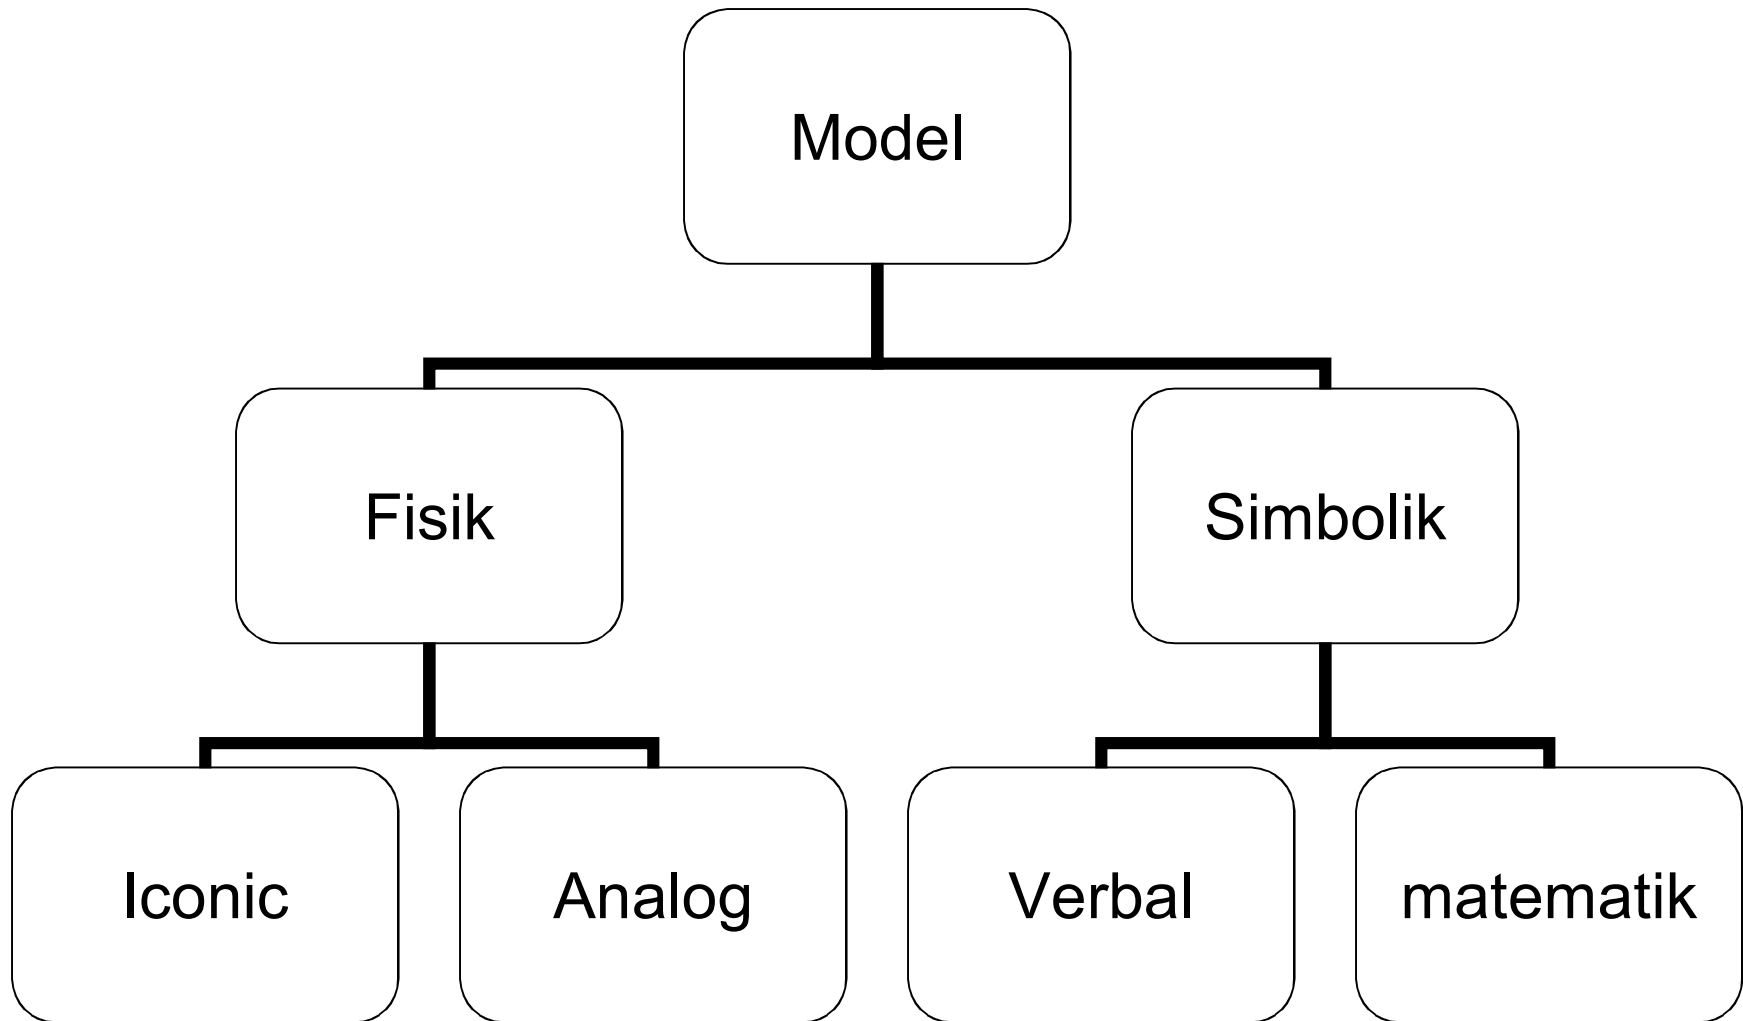 Model
Fisik
Simbolik
Iconic
Analog
Verbal
matematik